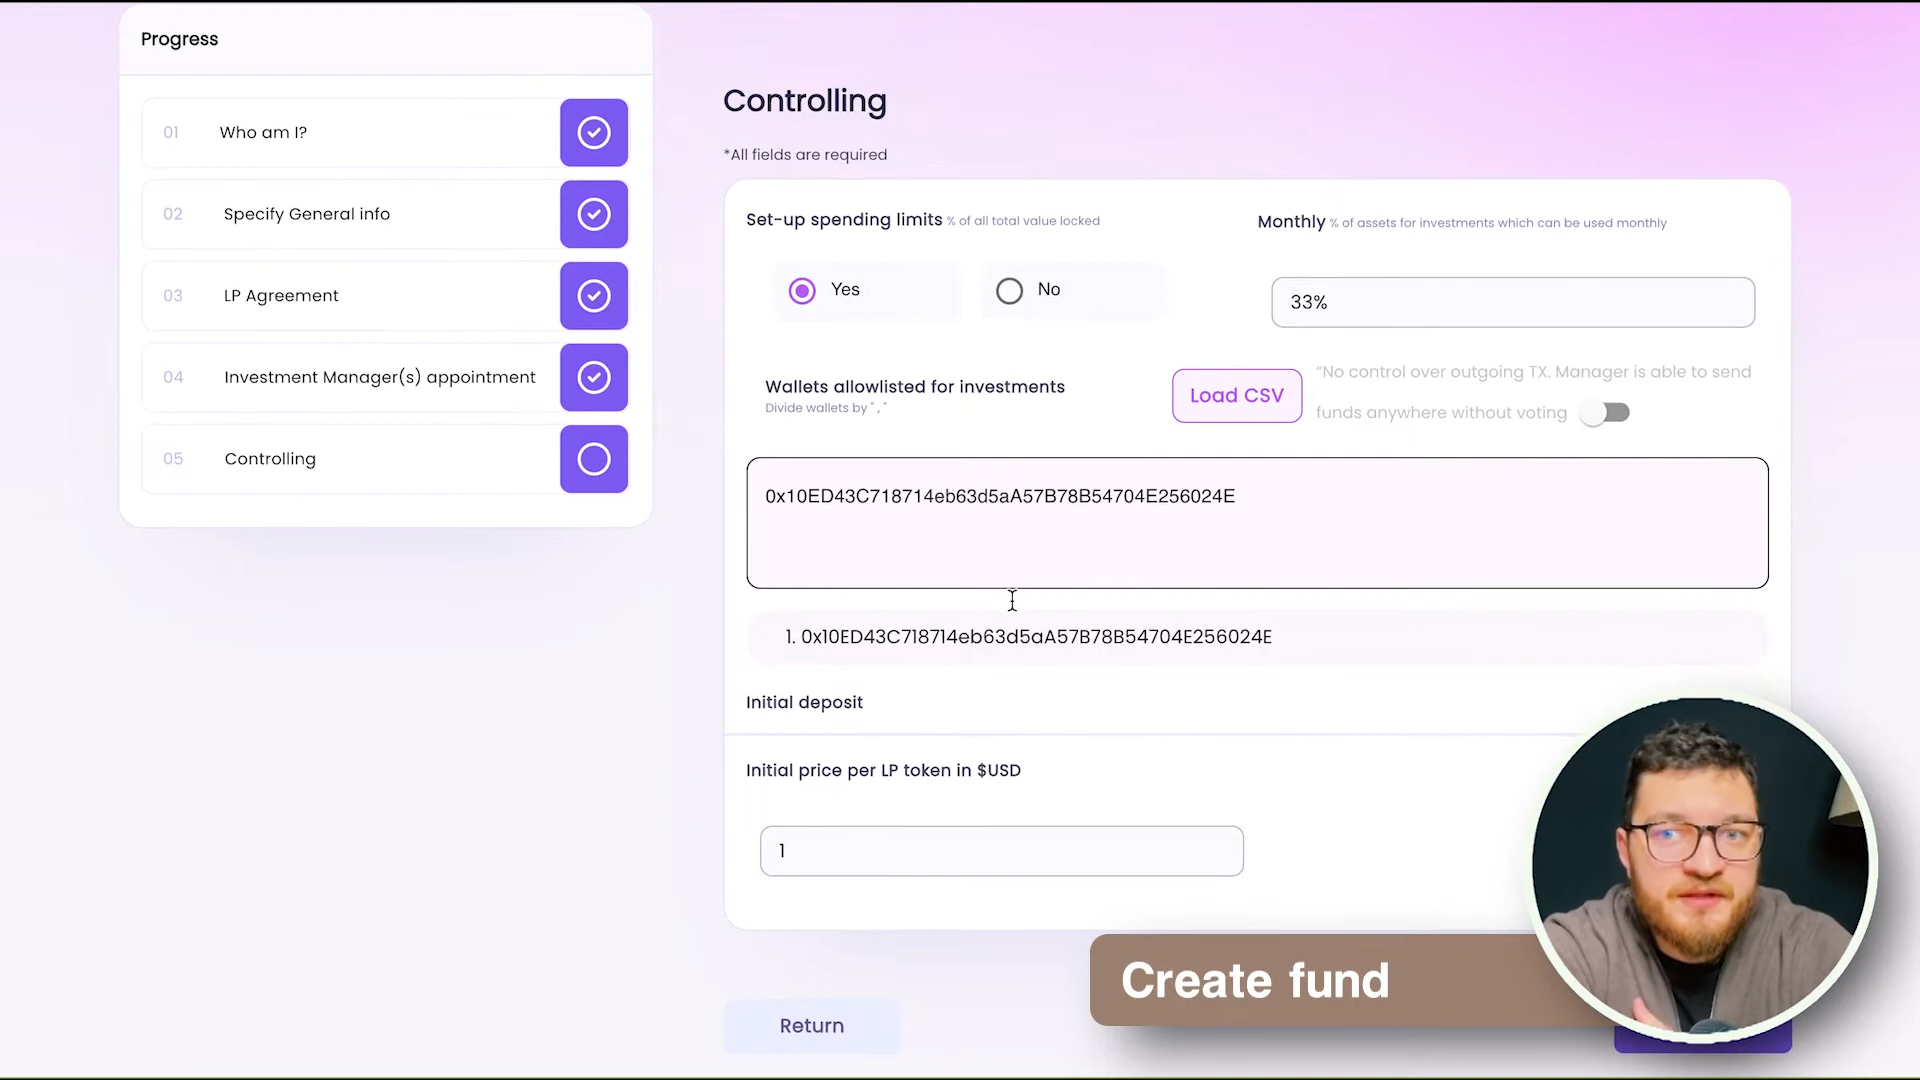 Progress
01 Who am I?
02 Specify General info
03 LP Agreement
04 Investment Manager(s) appointment
05 Controlling
Controlling
*All fields are required
Set-up spending limits % of all total value locked
Yes
No
Monthly % of assets for investments which can be used monthly
33%
Wallets allowlisted for investments
Divide wallets by " , "
Load CSV
“No control over outgoing TX. Manager is able to send
funds anywhere without voting
0x10ED43C718714eb63d5aA57B78B54704E256024E
1. 0x10ED43C718714eb63d5aA57B78B54704E256024E
Initial deposit
Initial price per LP token in $USD
1
Return
Create fund